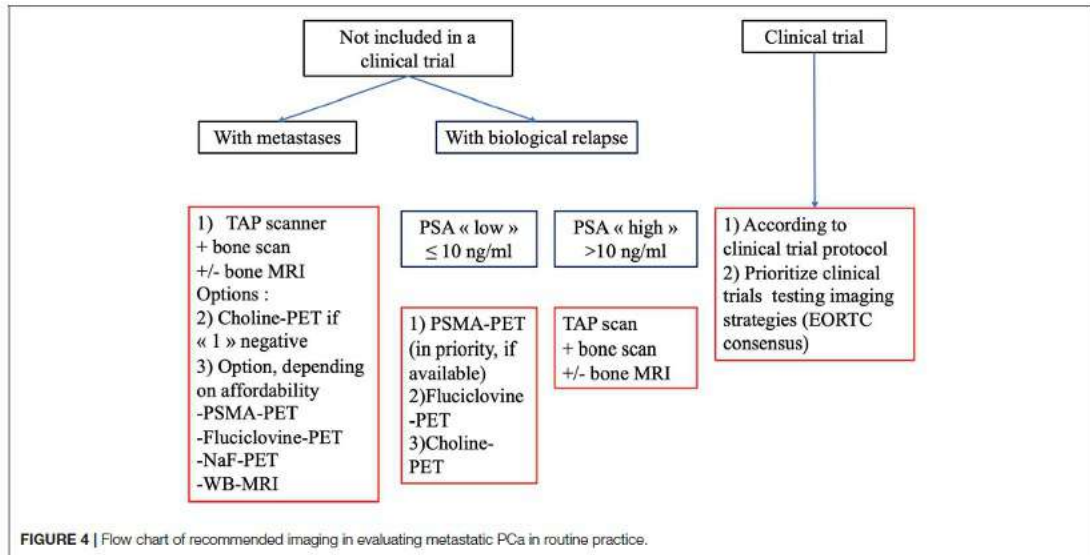 Not included in a
clinical trial
Clinical trial
With metastases
With biological relapse
1) TAP scanner
+ bone scan
+/- bone MRI
Options :
2) Choline-PET if
« 1 » negative
3) Option, depending
on affordability
-PSMA-PET
-Fluciclovine-PET
-NaF-PET
-WB-MRI
PSA « low »
≤ 10 ng/ml
PSA « high »
>10 ng/ml
1) PSMA-PET
(in priority, if
available)
2)Fluciclovine
-PET
3)Choline-
PET
TAP scan
+ bone scan
+/- bone MRI
1) According to
clinical trial protocol
2) Prioritize clinical
trials testing imaging
strategies (EORTC
consensus)
FIGURE 4 | Flow chart of recommended imaging in evaluating metastatic PCa in routine practice.